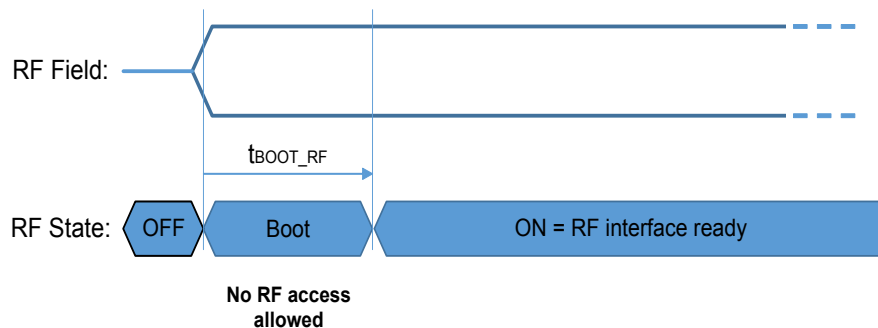 RF Field:
tBOOT_RF
RF State:
OFF
Boot
ON = RF interface ready
No RF access
allowed